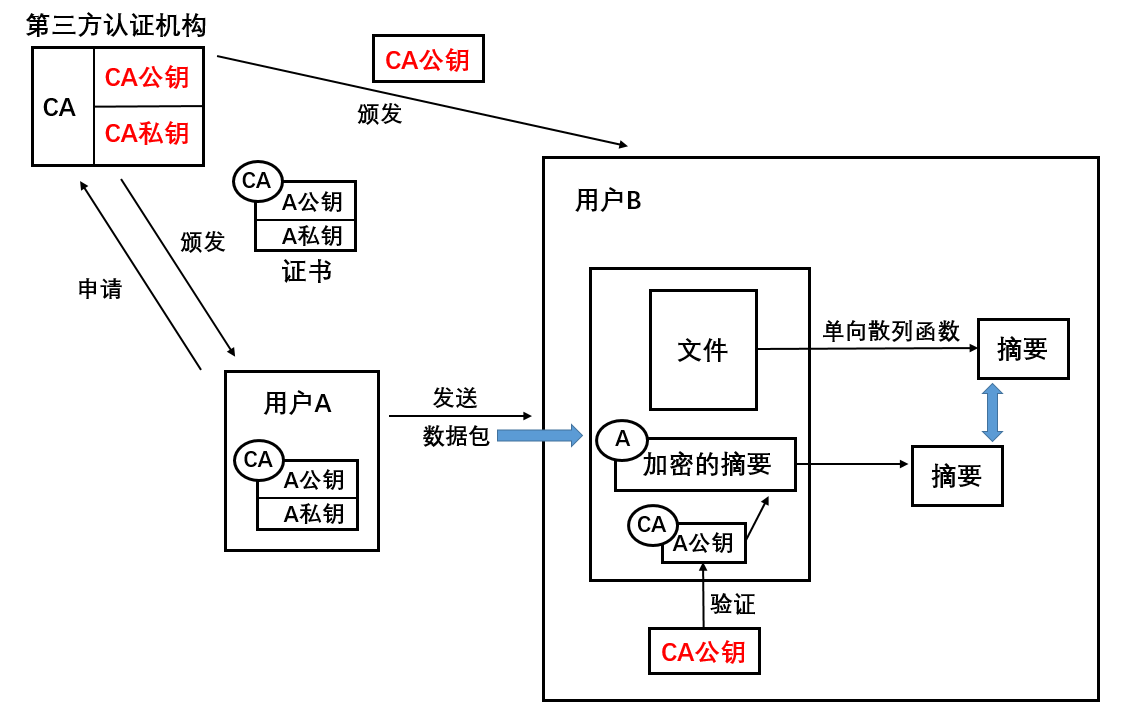 第三方认证机构
CA
CA公钥
CA私钥
CA公钥
颁发
CA
A公钥
A私钥
证书
颁发
申请
用户A
CA
A公钥
A私钥
发送
数据包
用户B
文件
单向散列函数
摘要
A
加密的摘要
摘要
CA
A公钥
验证
CA公钥